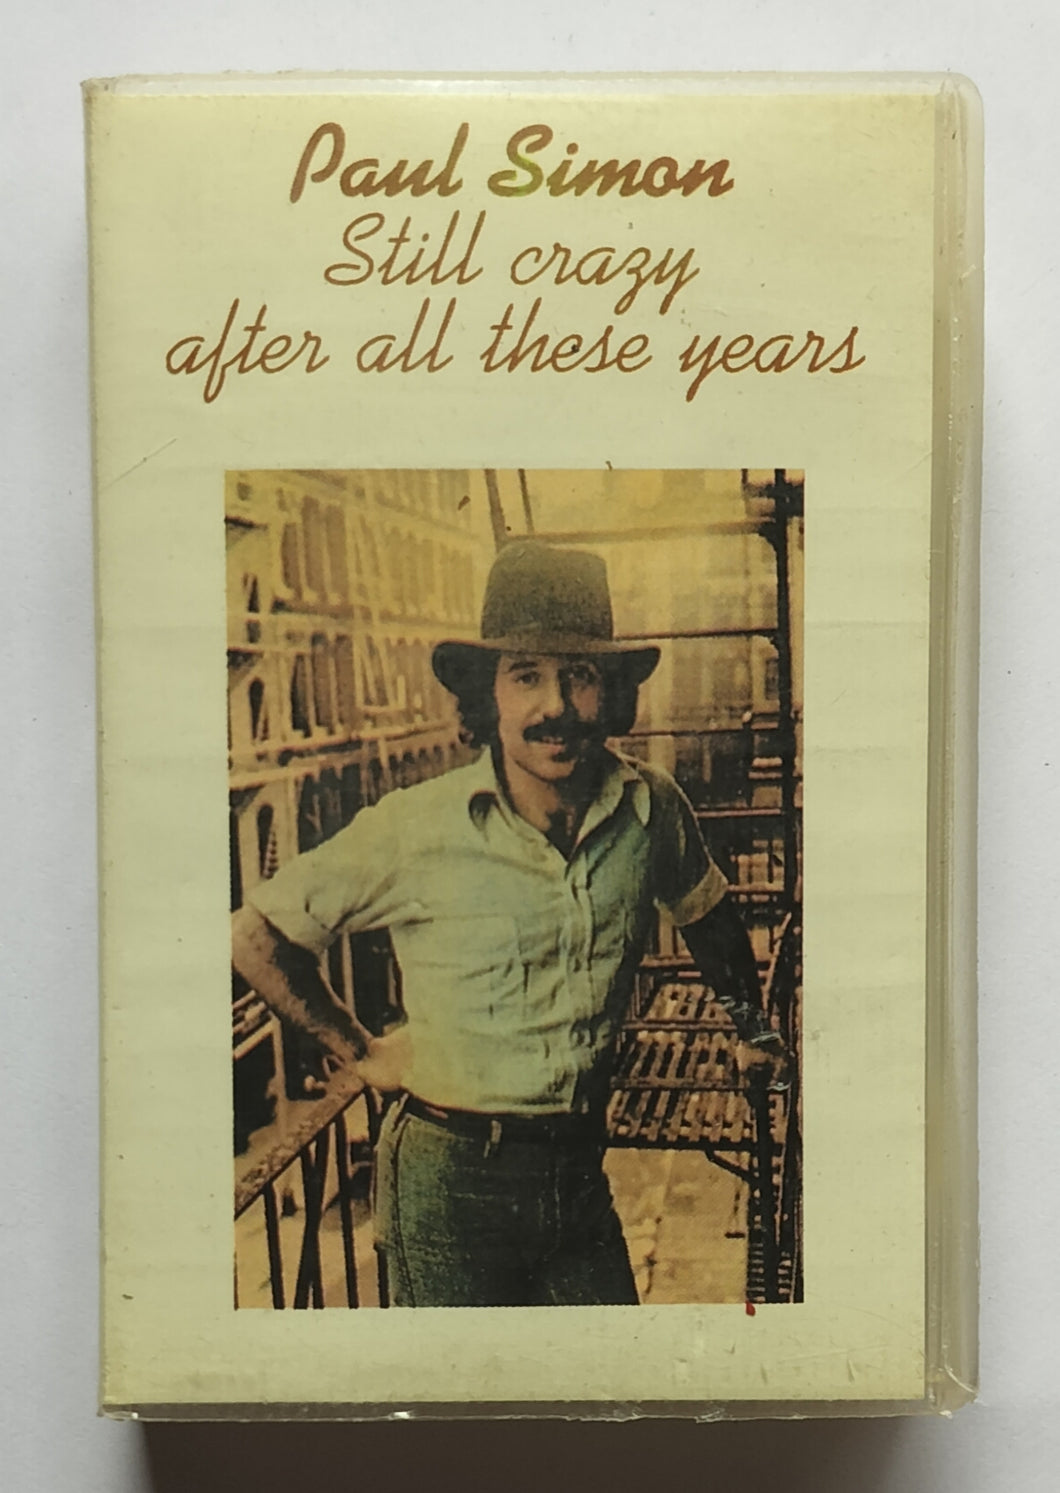 Paul Simon
Still crazy
after all these years